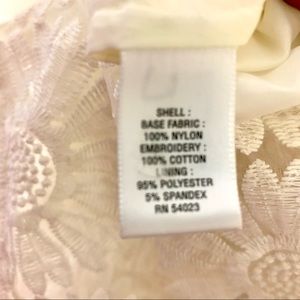 SHELL :
BASE FABRIC :
100% NYLON
EMBROIDERY :
100% COTTON
LINING :
95% POLYESTER
5% SPANDEX
RN 54023